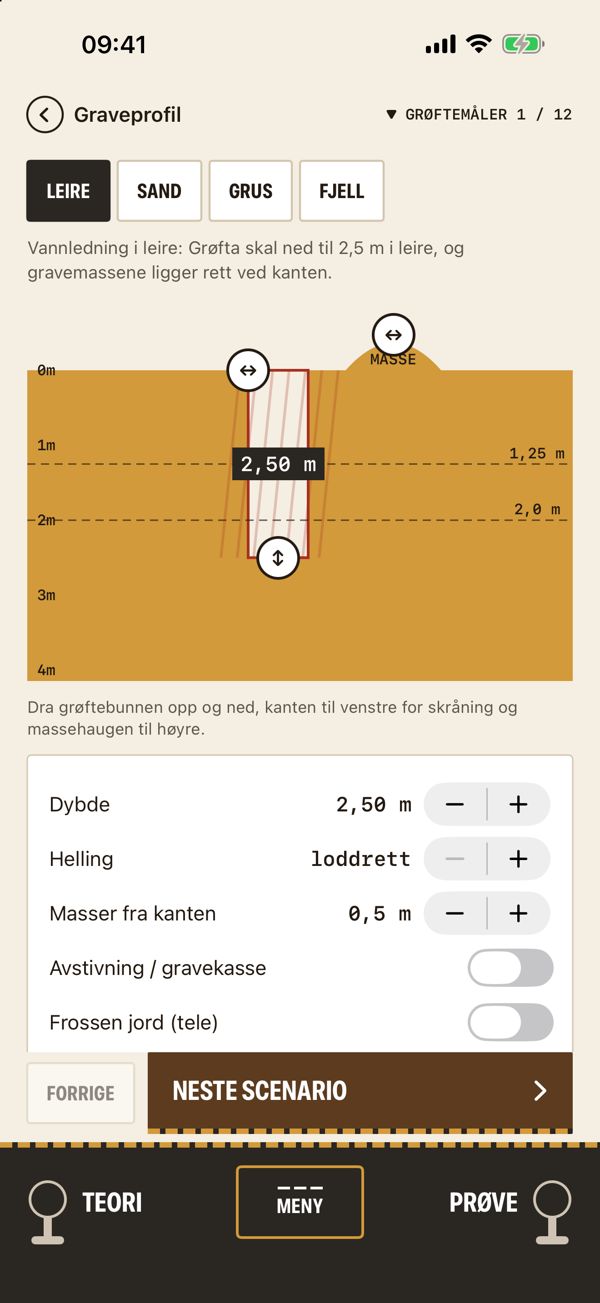 09:41
Graveprofil
▼ GRØFTEMÅLER 1 / 12
LEIRE
SAND
GRUS
FJELL
Vannledning i leire: Grøfta skal ned til 2,5 m i leire, og
gravemassene ligger rett ved kanten.
MASSE
0m
1m
1,25 m
2,50 m
2,0 m
2m
3m
4m
Dra grøftebunnen opp og ned, kanten til venstre for skråning og
massehaugen til høyre.
Dybde 2,50 m
Helling loddrett
Masser fra kanten 0,5 m
Avstivning / gravekasse
Frossen jord (tele)
FORRIGE
NESTE SCENARIO
TEORI
MENY
PRØVE